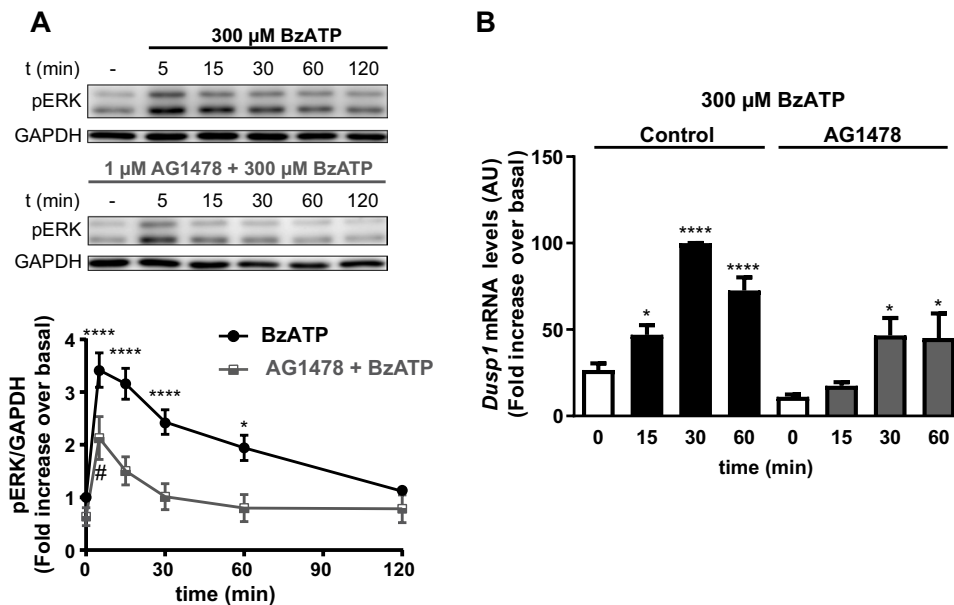 A
300 µM BzATP
t (min) - 5 15 30 60 120
pERK
GAPDH
1 µM AG1478 + 300 µM BzATP
t (min) - 5 15 30 60 120
pERK
GAPDH
pERK/GAPDH
(Fold increase over basal)
4
3
2
1
0
**** **** **** *
#
BzATP
AG1478 + BzATP
0 30 60 90 120
time (min)
B
300 µM BzATP
Control AG1478
Dusp1 mRNA levels (AU)
(Fold increase over basal)
150
100
50
0
* **** **** * *
0 15 30 60 0 15 30 60
time (min)